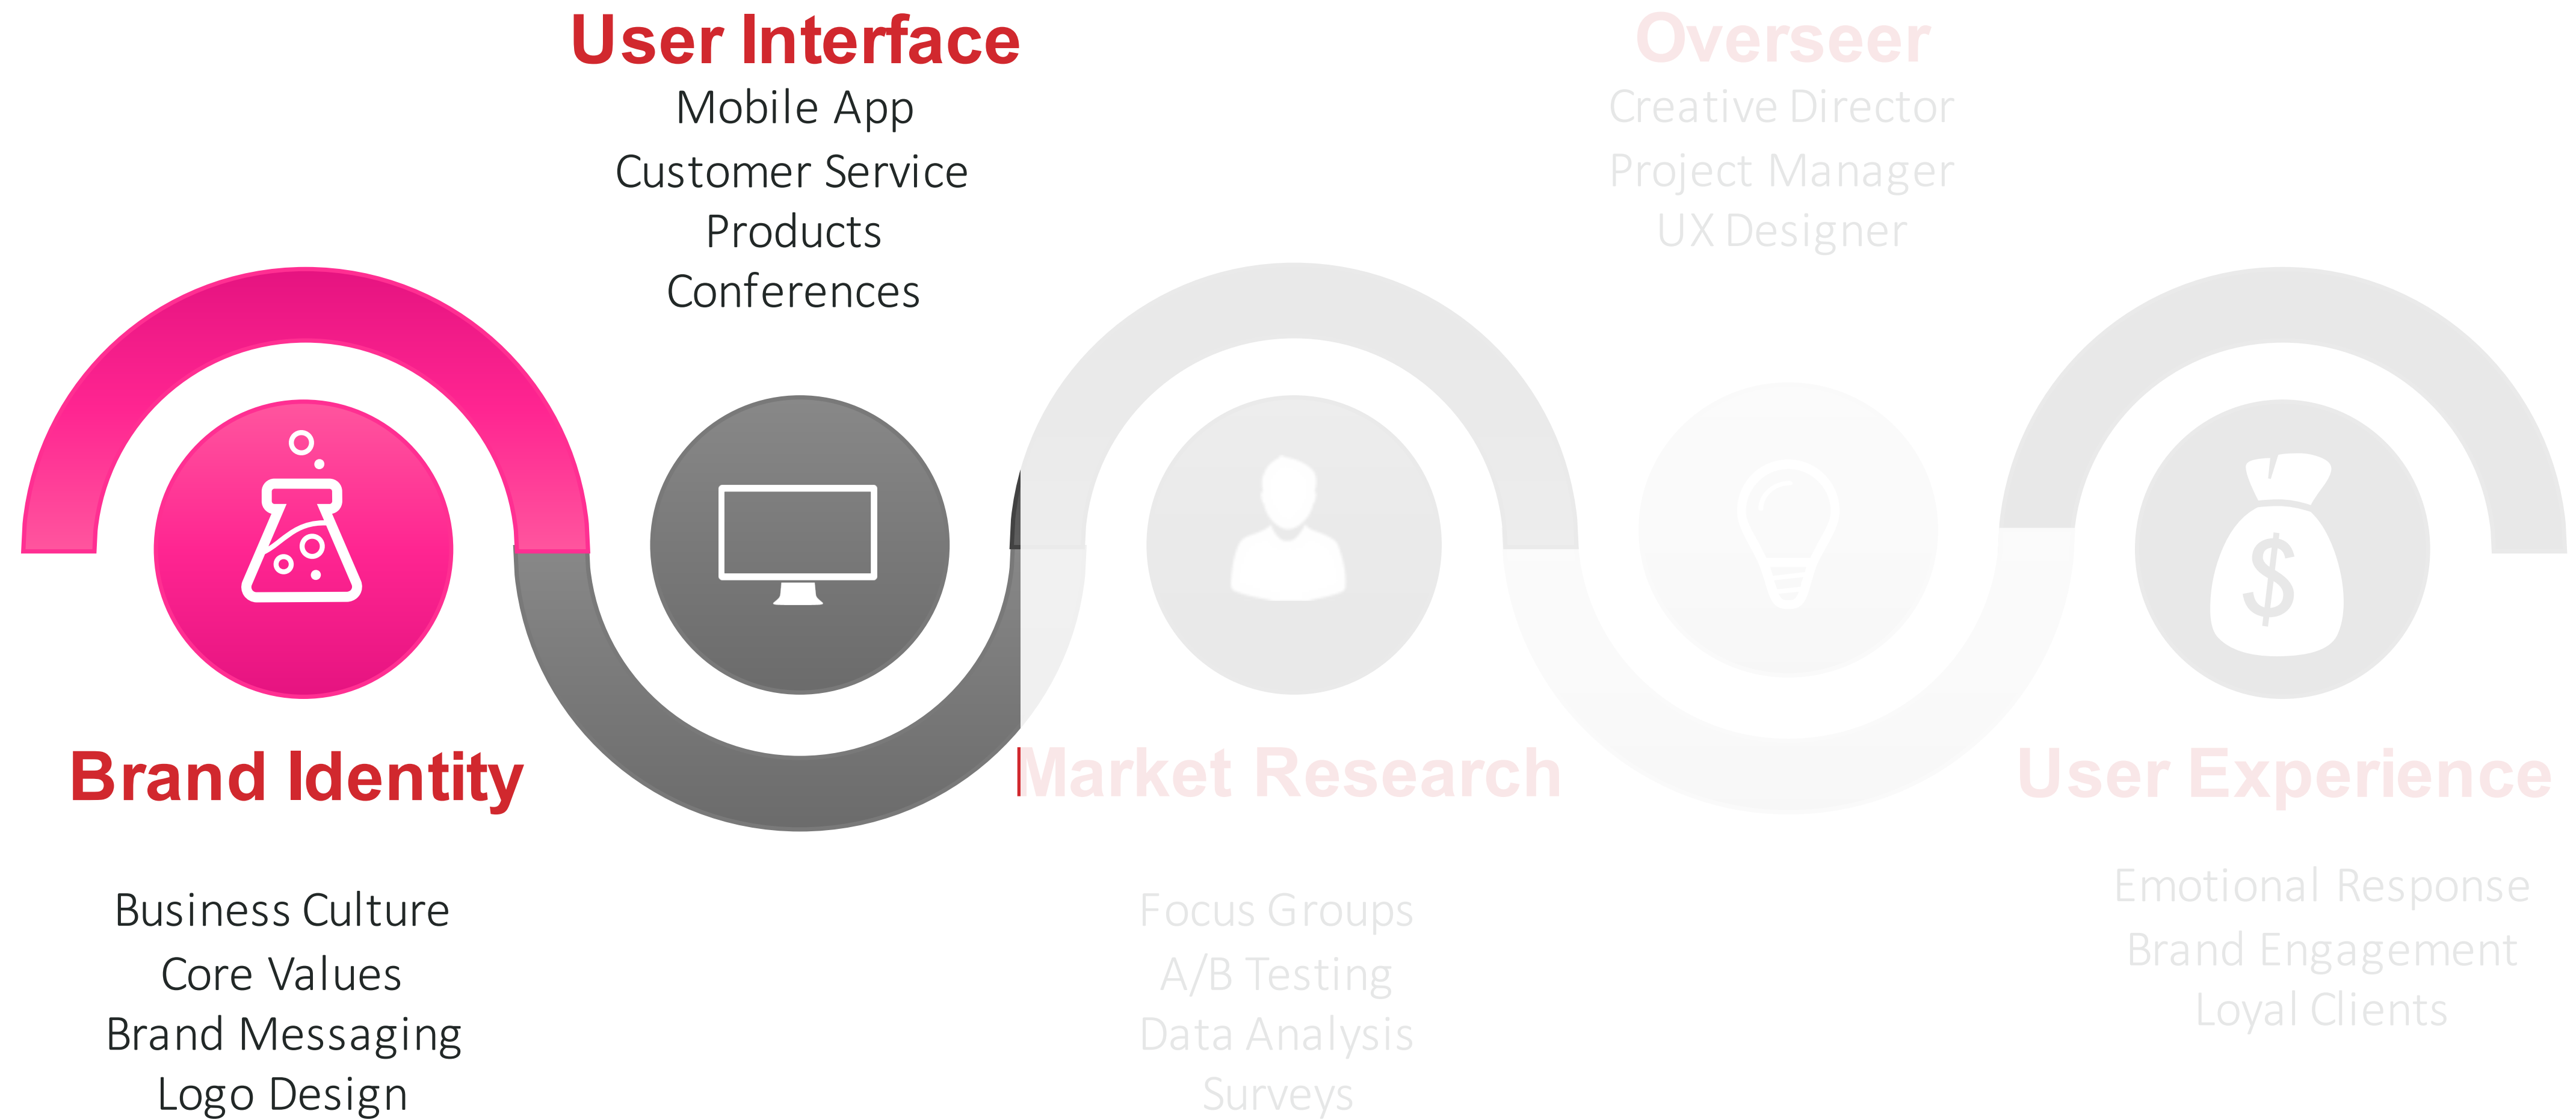 User Interface
Mobile App
Customer Service
Products
Conferences
Overseer
Creative Director
Project Manager
UX Designer
$
Brand Identity
Business Culture
Core Values
Brand Messaging
Logo Design
Market Research
Focus Groups
A/B Testing
Data Analysis
Surveys
User Experience
Emotional Response
Brand Engagement
Loyal Clients